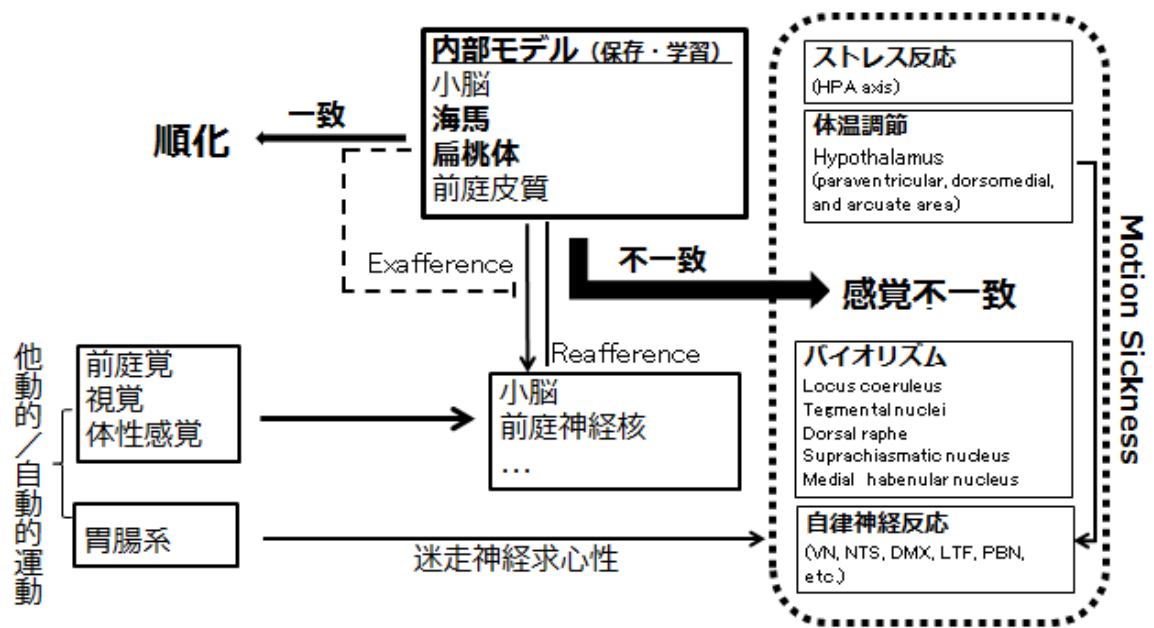 内部モデル（保存・学習）
小脳
海馬
扁桃体
前庭皮質
一致
順化
Exafference
不一致
感覚不一致
Reafference
他動的／自動的運動
前庭覚
視覚
体性感覚
小脳
前庭神経核
…
胃腸系
迷走神経求心性
ストレス反応
(HPA axis)
体温調節
Hypothalamus
(paraventricular, dorsomedial,
and arcuate area)
バイオリズム
Locus coeruleus
Tegmental nuclei
Dorsal raphe
Suprachiasmatic nucleus
Medial habenular nucleus
自律神経反応
(VN, NTS, DMX, LTF, PBN,
etc.)
Motion Sickness